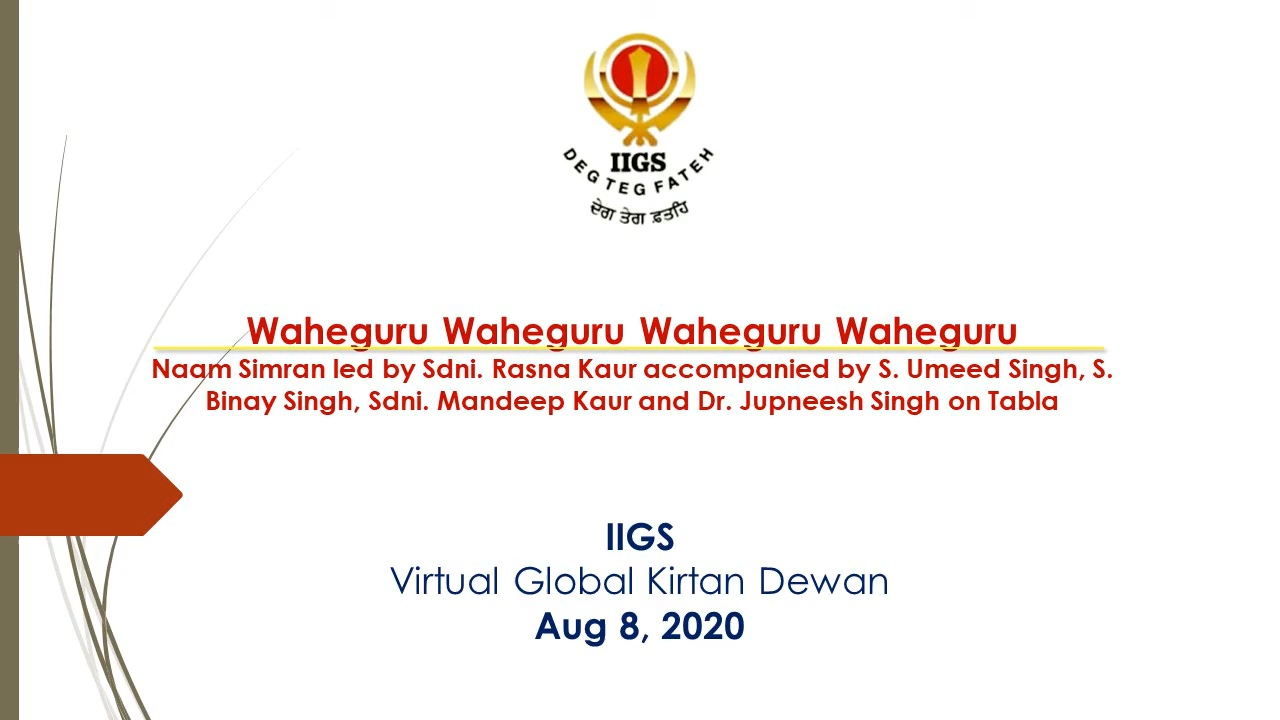 IIGS
DEG TEG FATEH
ਦੇਗ ਤੇਗ ਫ਼ਤਹਿ
Waheguru Waheguru Waheguru Waheguru
Naam Simran led by Sdni. Rasna Kaur accompanied by S. Umeed Singh, S.
Binay Singh, Sdni. Mandeep Kaur and Dr. Jupneesh Singh on Tabla
IIGS
Virtual Global Kirtan Dewan
Aug 8, 2020